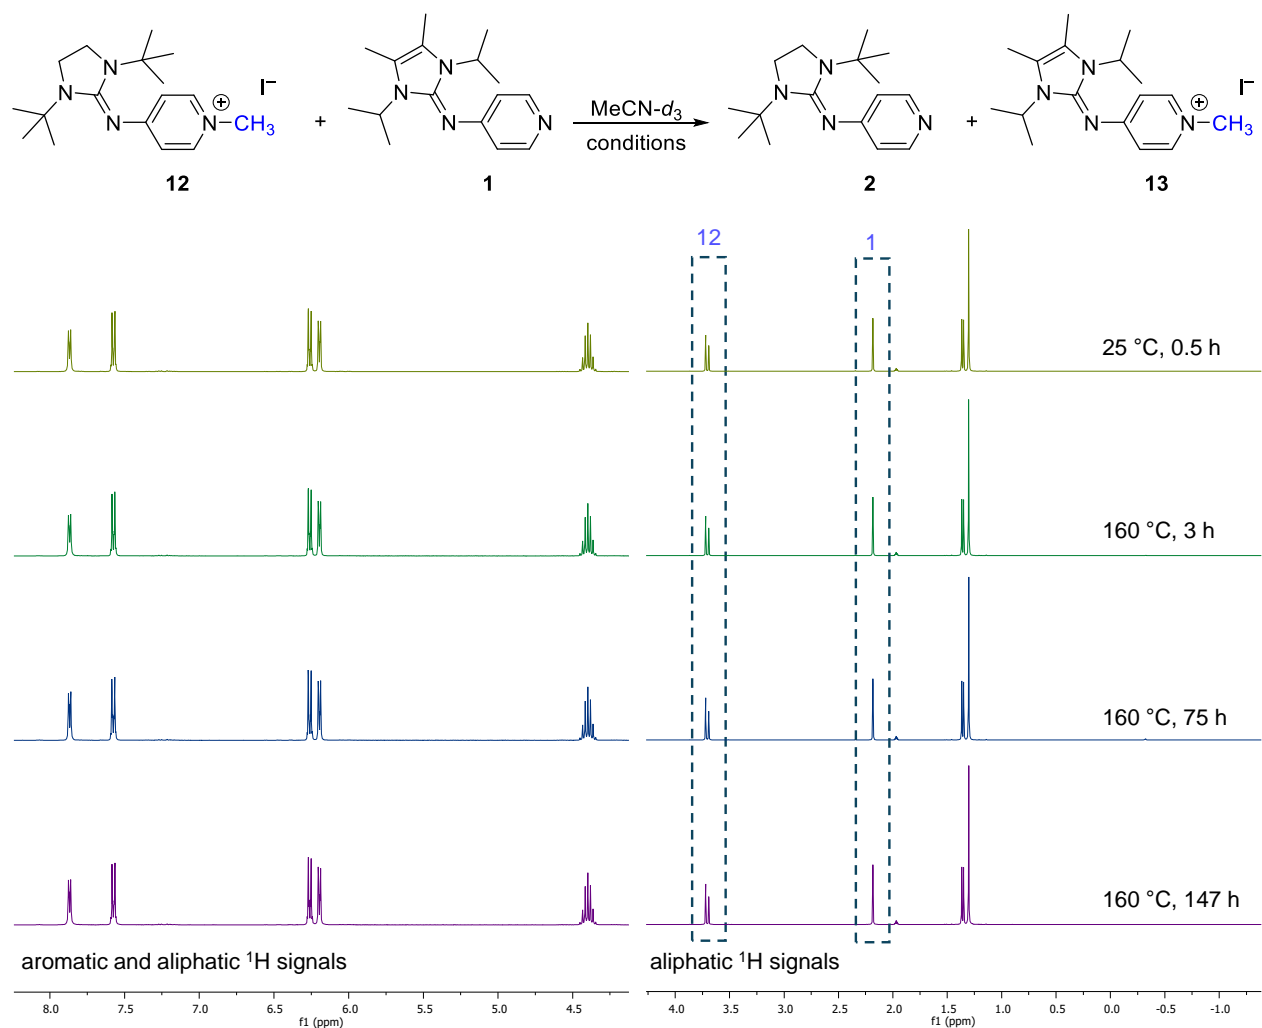 N
N
N
N
CH3
I–
12
+
N
N
N
N
1
MeCN-d3
conditions
N
N
N
N
2
+
N
N
N
N
CH3
I–
13
12
1
25 °C, 0.5 h
160 °C, 3 h
160 °C, 75 h
160 °C, 147 h
aromatic and aliphatic ¹H signals
aliphatic ¹H signals
8.0 7.5 7.0 6.5 6.0 5.5 5.0 4.5
f1 (ppm)
4.0 3.5 3.0 2.5 2.0 1.5 1.0 0.5 0.0 -0.5 -1.0
f1 (ppm)